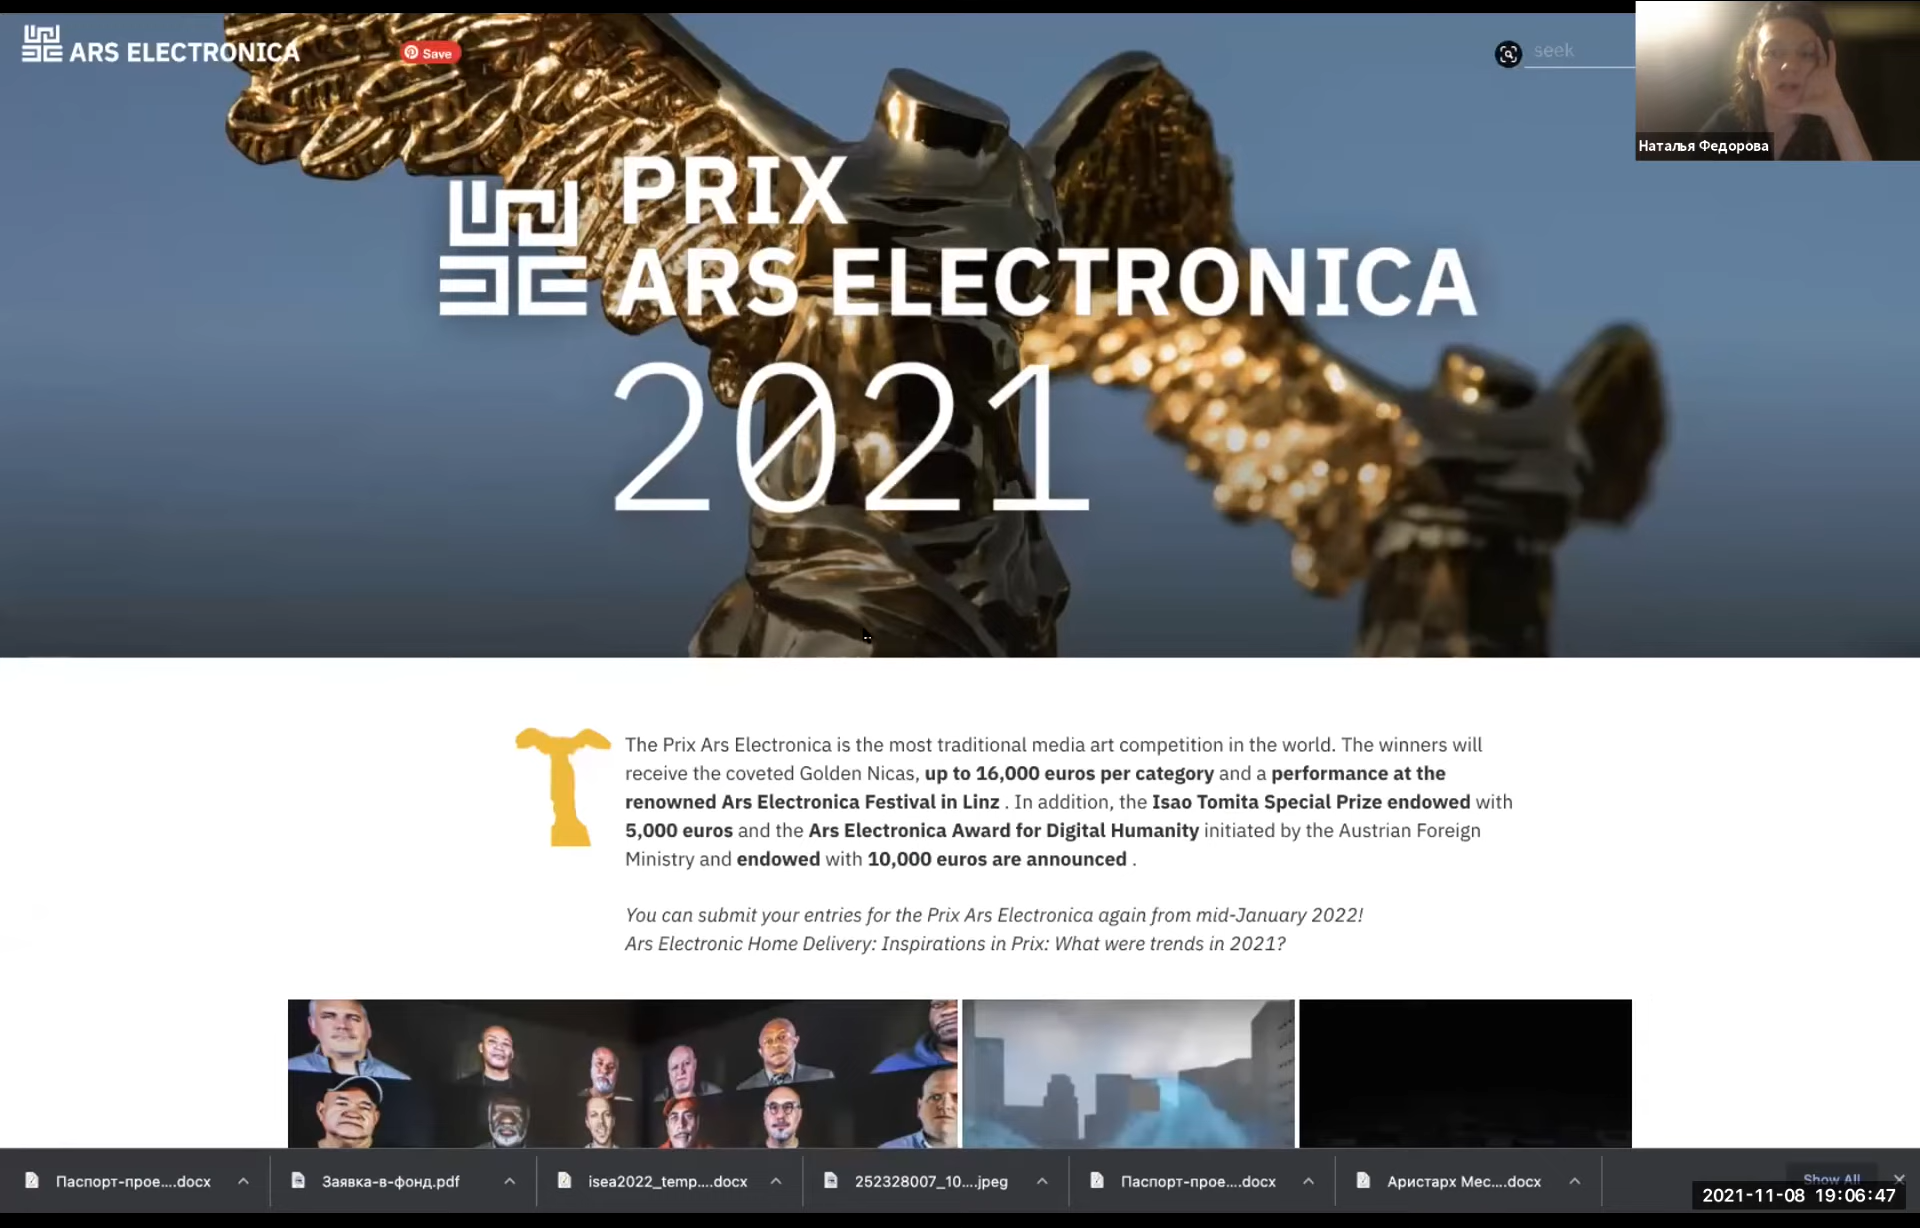 ARS ELECTRONICA
Save
seek
Наталья Федорова
PRIX
ARS ELECTRONICA
2021
The Prix Ars Electronica is the most traditional media art competition in the world. The winners will
receive the coveted Golden Nicas, up to 16,000 euros per category and a performance at the
renowned Ars Electronica Festival in Linz . In addition, the Isao Tomita Special Prize endowed with
5,000 euros and the Ars Electronica Award for Digital Humanity initiated by the Austrian Foreign
Ministry and endowed with 10,000 euros are announced .
You can submit your entries for the Prix Ars Electronica again from mid-January 2022!
Ars Electronic Home Delivery: Inspirations in Prix: What were trends in 2021?
Паспорт-прое....docx
Заявка-в-фонд.pdf
isea2022_temp....docx
252328007_10....jpeg
Паспорт-прое....docx
Аристарх Мес....docx
Show All
2021-11-08 19:06:47